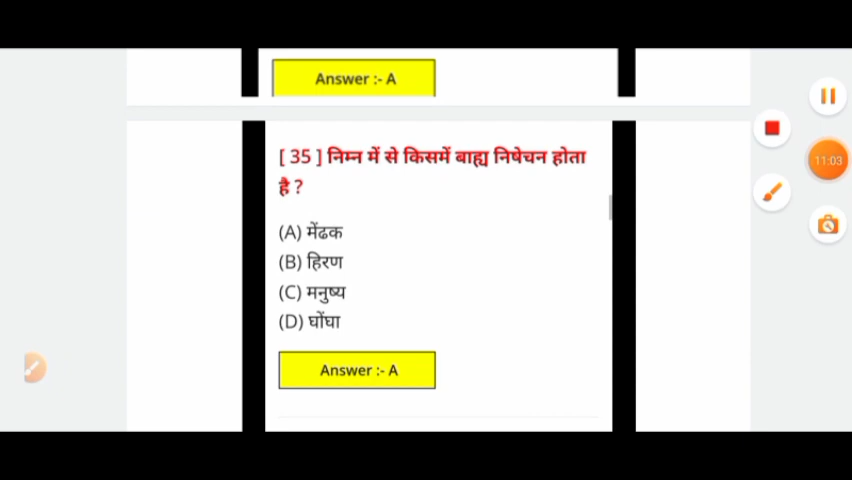 Answer :- A
[ 35 ] निम्न में से किसमें बाह्य निषेचन होता
है ?
(A) मेंढक
(B) हिरण
(C) मनुष्य
(D) घोंघा
Answer :- A
11:03